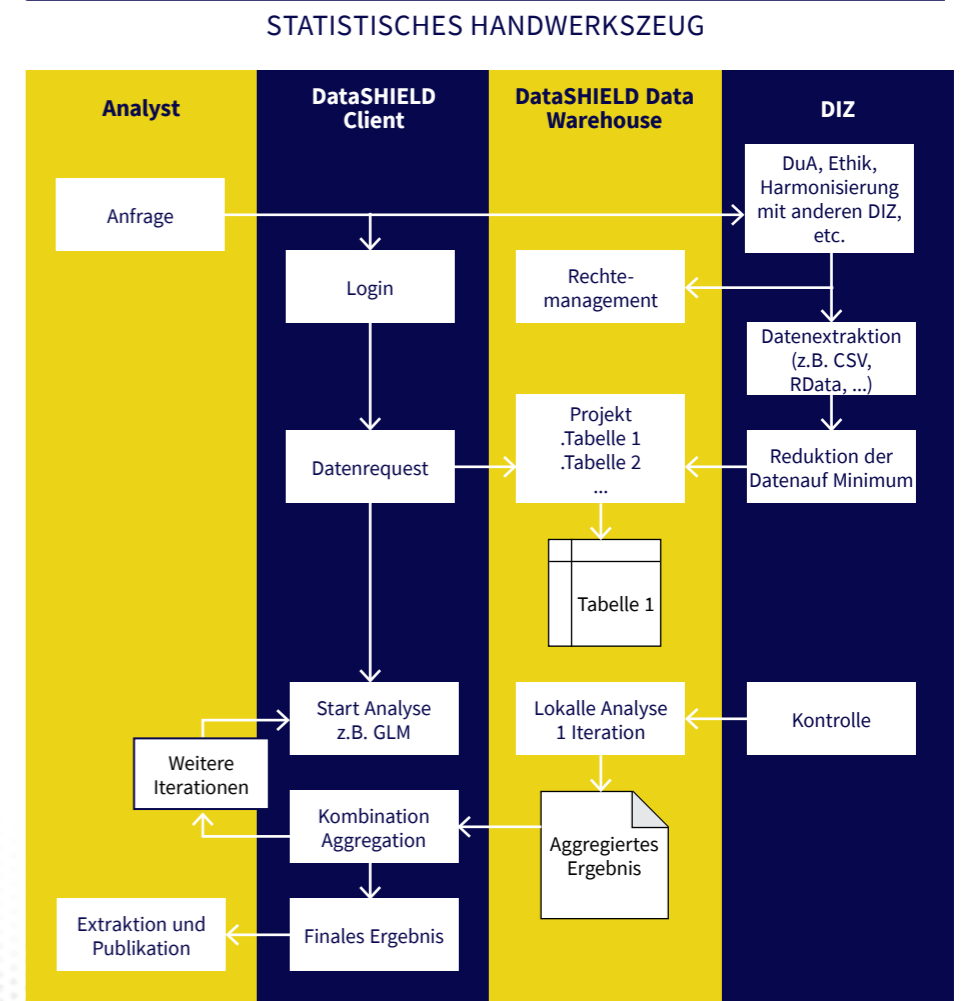 STATISTISCHES HANDWERKSZEUG
Analyst
DataSHIELD
Client
DataSHIELD Data
Warehouse
DIZ
Anfrage
DuA, Ethik,
Harmonisierung
mit anderen DIZ,
etc.
Login
Rechte-
management
Datenextraktion
(z.B. CSV,
RData, ...)
Datenrequest
Projekt
.Tabelle 1
.Tabelle 2
...
Reduktion der
Datenauf Minimum
Tabelle 1
Start Analyse
z.B. GLM
Lokalle Analyse
1 Iteration
Kontrolle
Weitere
Iterationen
Kombination
Aggregation
Aggregiertes
Ergebnis
Extraktion und
Publikation
Finales Ergebnis